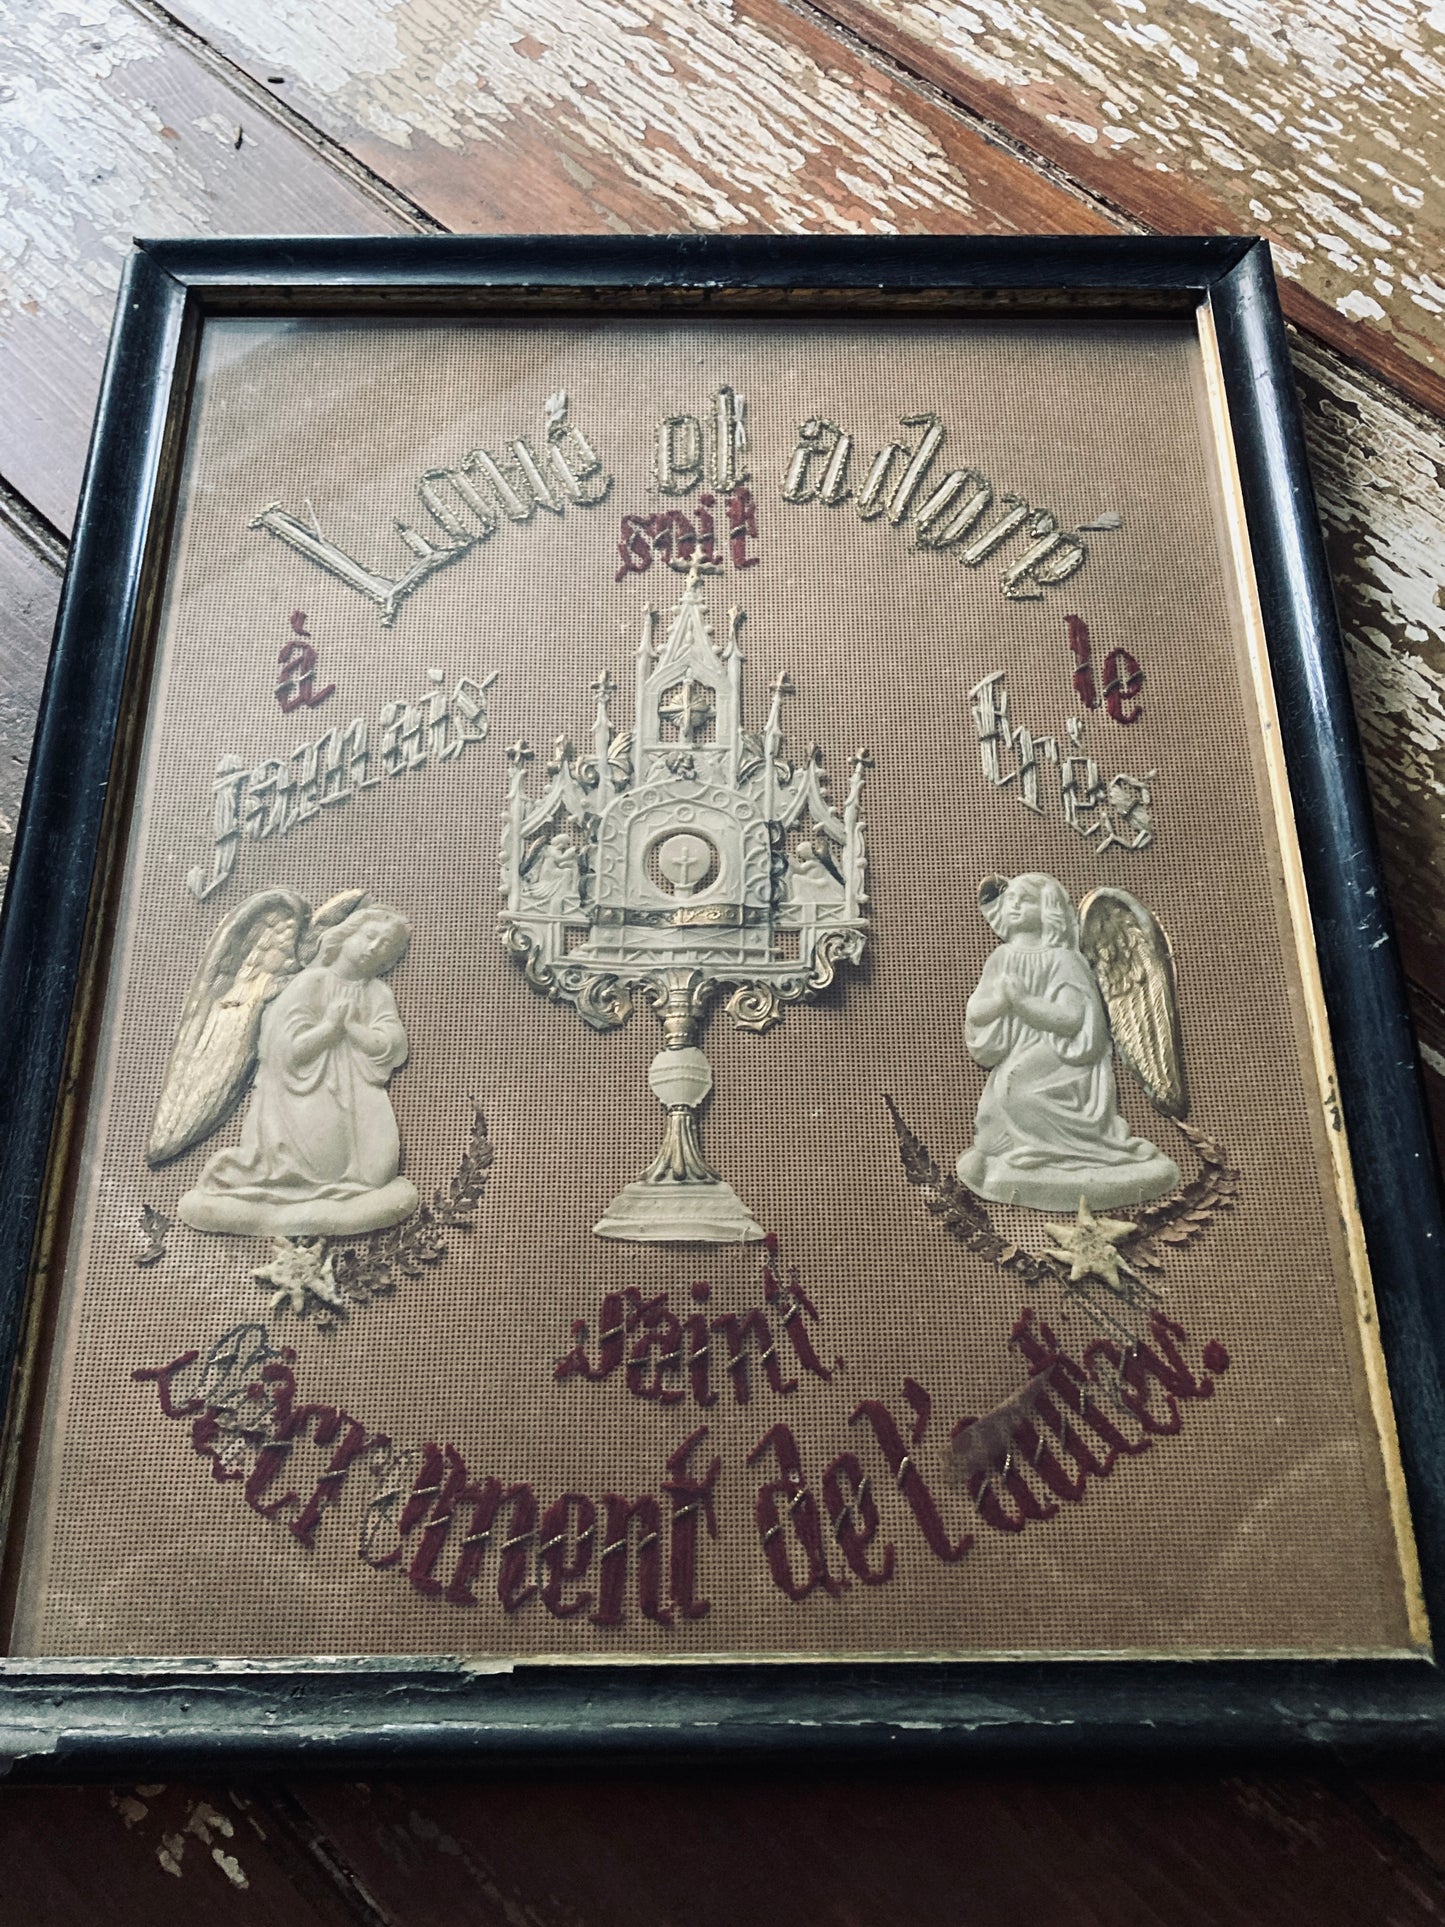 Loué et adoré
soit
à le
jamais très
Saint
Sacrement de l'autel.